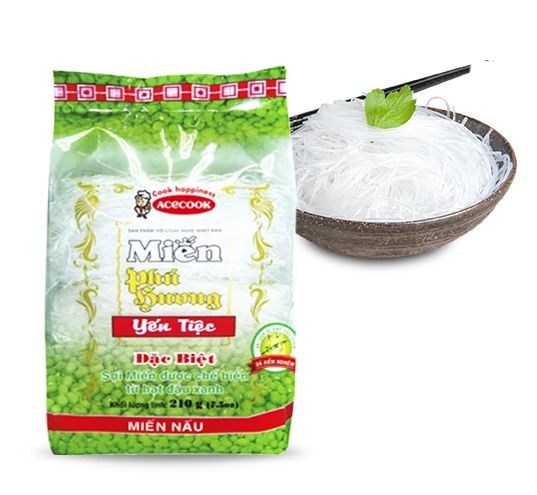 Cook happiness
ACECOOK
SẢN PHẨM VỚI CÔNG NGHỆ NHẬT BẢN
Miến
Phú
Hương
Yến Tiệc
Đặc Biệt
Sợi Miến được chế biến
từ hạt đậu xanh
Khối lượng tịnh: 210 g (7.5oz)
MIẾN NẤU